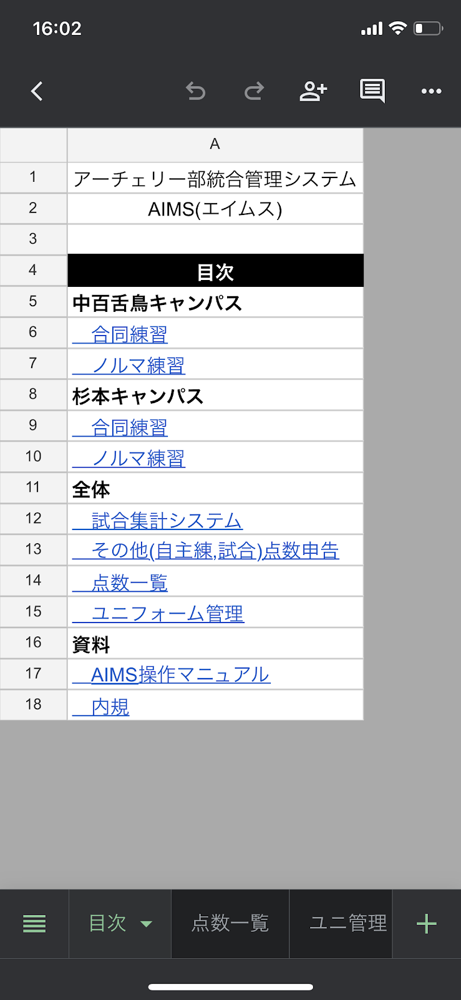 16:02
A
1 アーチェリー部統合管理システム
2 AIMS(エイムス)
3
4 目次
5 中百舌鳥キャンパス
6 合同練習
7 ノルマ練習
8 杉本キャンパス
9 合同練習
10 ノルマ練習
11 全体
12 試合集計システム
13 その他(自主練,試合)点数申告
14 点数一覧
15 ユニフォーム管理
16 資料
17 AIMS操作マニュアル
18 内規
目次 点数一覧 ユニ管理